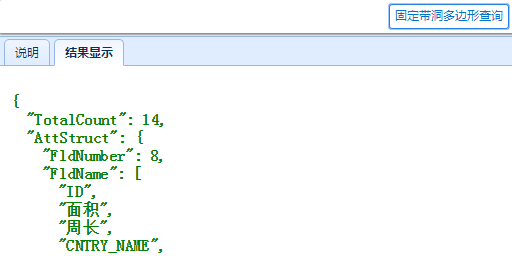 固定带洞多边形查询
说明 结果显示
{
"TotalCount": 14,
"AttStruct": {
"FldNumber": 8,
"FldName": [
"ID",
"面积",
"周长",
"CNTRY_NAME",